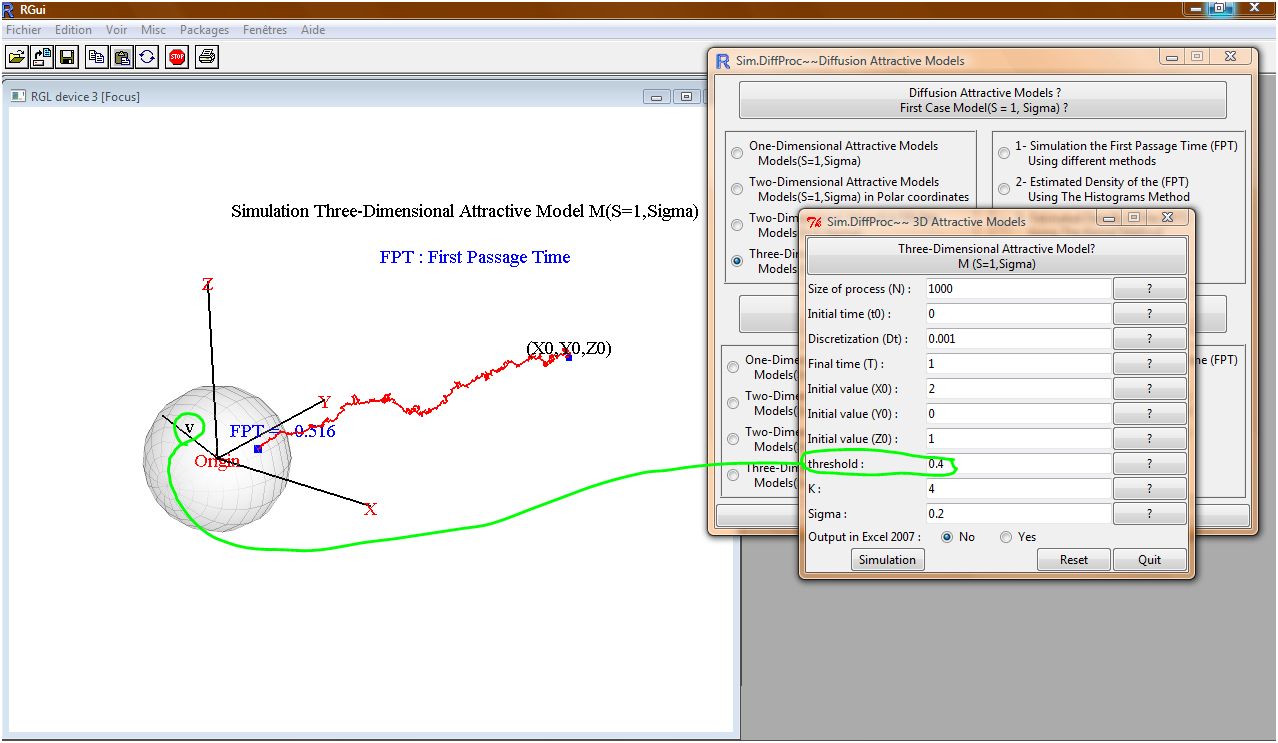 RGui
Fichier Edition Voir Misc Packages Fenêtres Aide
STOP
RGL device 3 [Focus]
Simulation Three-Dimensional Attractive Model M(S=1,Sigma)
FPT : First Passage Time
Z
(X0,Y0,Z0)
Y
v
FPT = 0.516
Origin
X
Sim.DiffProc~~Diffusion Attractive Models
Diffusion Attractive Models ?
First Case Model(S = 1, Sigma) ?
One-Dimensional Attractive Models
Models(S=1,Sigma)
Two-Dimensional Attractive Models
Models(S=1,Sigma) in Polar coordinates
Two-Dim
Models(S
Three-Dim
Models
1- Simulation the First Passage Time (FPT)
Using different methods
2- Estimated Density of the (FPT)
Using The Histograms Method
One-Dime
Models(
Two-Dime
Models(
Two-Dime
Models(
Three-Dim
Models(
me (FPT)
Sim.DiffProc~~ 3D Attractive Models
Three-Dimensional Attractive Model?
M (S=1,Sigma)
Size of process (N) : 1000 ?
Initial time (t0) : 0 ?
Discretization (Dt) : 0.001 ?
Final time (T) : 1 ?
Initial value (X0) : 2 ?
Initial value (Y0) : 0 ?
Initial value (Z0) : 1 ?
threshold : 0.4 ?
K : 4 ?
Sigma : 0.2 ?
Output in Excel 2007 : No Yes
Simulation Reset Quit